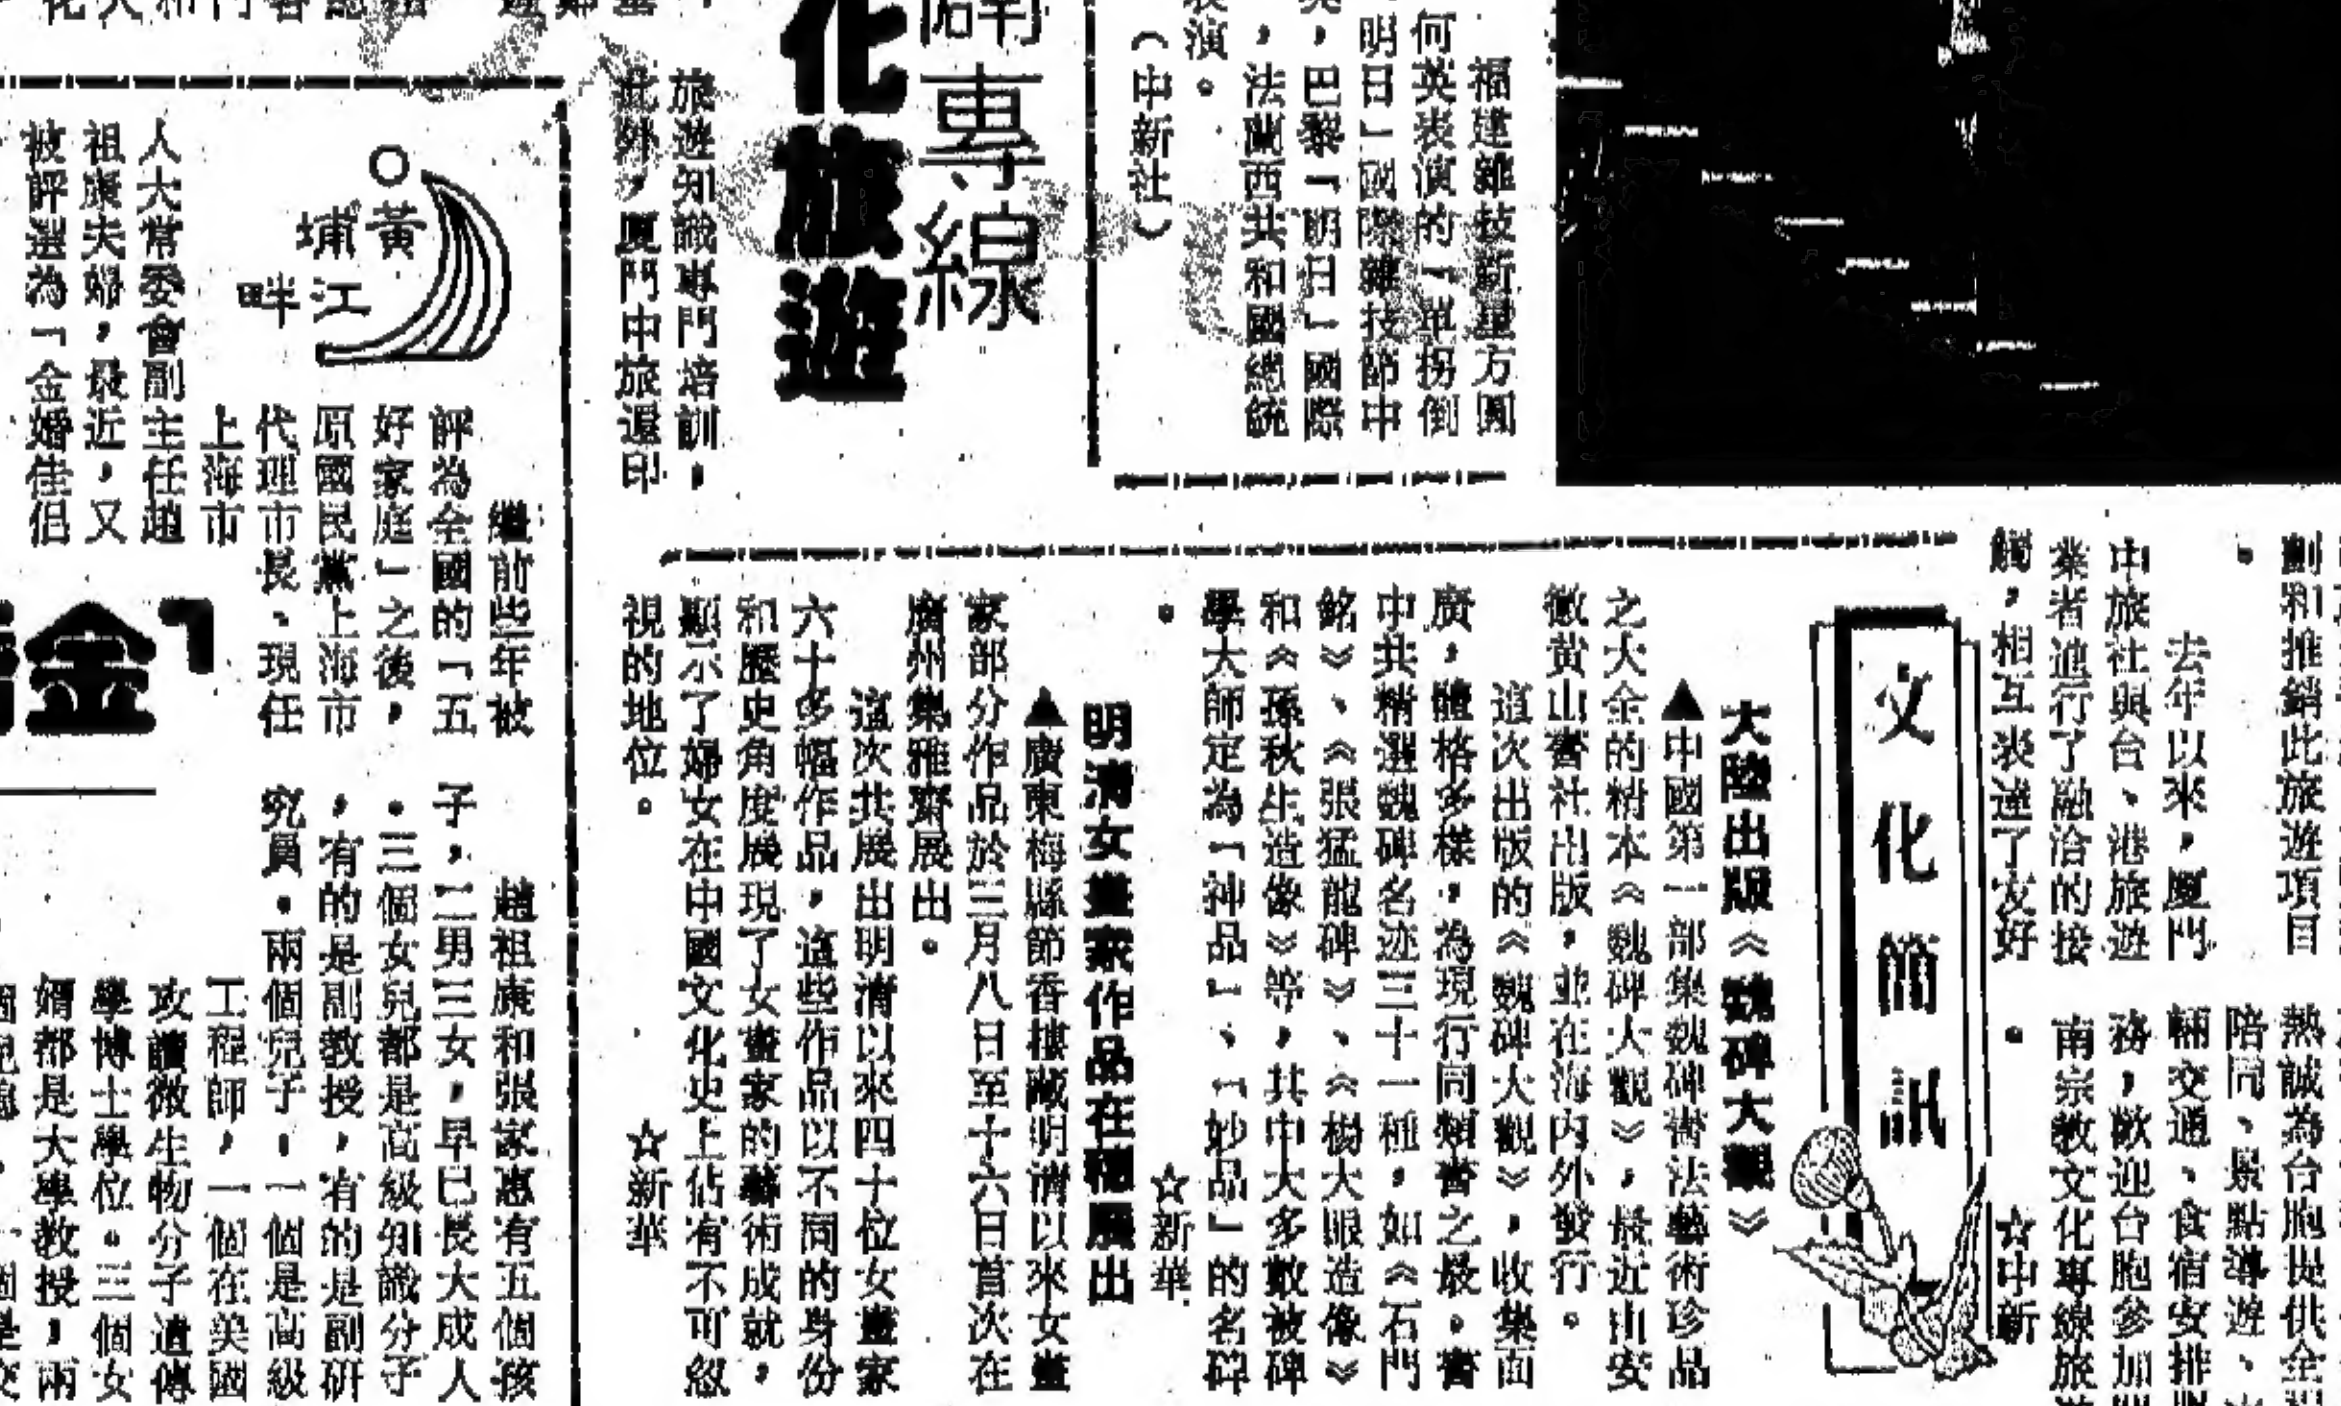 福建雜技新星方圓
何英表演的「單拐倒
明日」國際雜技節中
，巴黎「明日」國際
，法蘭西共和國總統
表演。
（中新社）
專線
化旅遊
旅遊知識專門培訓，
此外，厦門中旅還印
劃和推銷此旅遊項目
。
去年以來，厦門
中旅社與台、港旅遊
業者進行了融洽的接
觸，相互表達了友好
熱誠為台胞提供全程
陪同、景點導遊、
輛交通、食宿安排
務，歡迎台胞參加
南宗教文化專線旅遊
。
☆中新
文化簡訊
大陸出版《魏碑大觀》
▲中國第一部集魏碑書法藝術珍品
之大全的精本《魏碑大觀》，最近由安
徽黄山書社出版，並在海内外發行。
這次出版的《魏碑大觀》，收集面
廣，體格多樣，為現行同類書之最。書
中共精選魏碑名迹三十一種，如《石門
銘》、《張猛龍碑》、《楊大眼造像》
和《孫秋生造像》等，其中大多數被碑
學大師定為「神品」、「妙品」的名碑
。
☆新華
明清女畫家作品在穗展出
▲廣東梅縣節香樓藏明清以來女畫
家部分作品於三月八日至十六日首次在
廣州集雅齋展出。
這次共展出明清以來四十位女畫家
六十多幅作品，這些作品以不同的身份
和歷史角度展現了女畫家的藝術成就，
顯示了婦女在中國文化史上佔有不可忽
視的地位。
☆新華
黃埔江畔
繼前些年被
評為全國的「五
好家庭」之後，
原國民黨上海市
代理市長、現任
上海市
人大常委會副主任趙
祖康夫婦，最近，又
被評選為「金婚佳侶
「金
趙祖康和張家惠有五個孩
子，二男三女，早已長大成人
。三個女兒都是高級知識分子
，有的是副教授，有的是副研
究員。兩個兒子，一個是高級
工程師，一個在美國
攻讀微生物分子遺傳
學博士學位。三個女
婿都是大學教授，兩